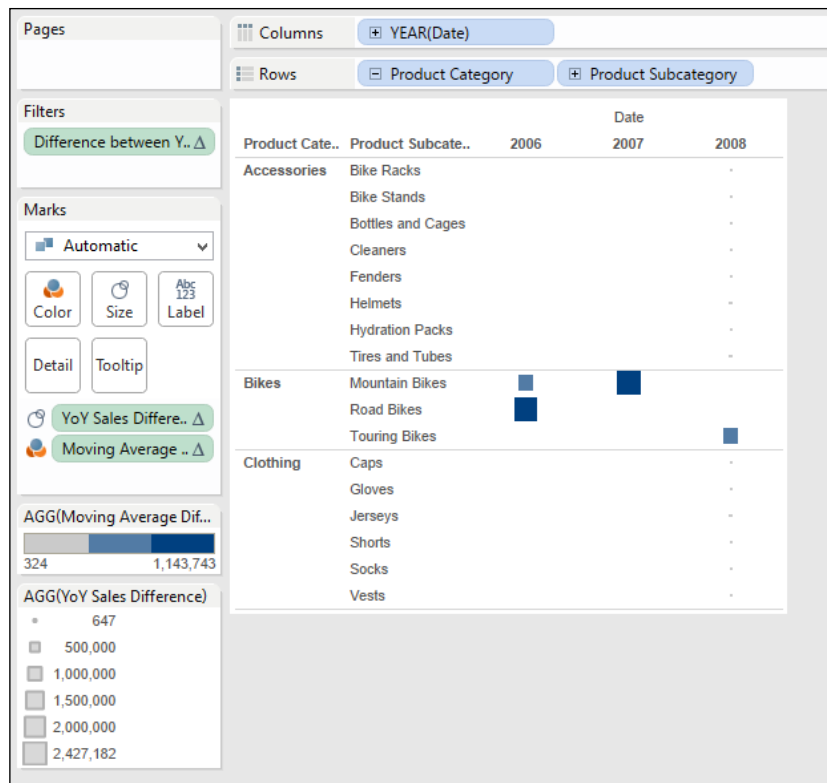 Pages
Columns
YEAR(Date)
Rows
Product Category
Product Subcategory
Filters
Difference between Y..
Marks
Automatic
Color
Size
Abc
123
Label
Detail
Tooltip
YoY Sales Differe..
Moving Average ..
AGG(Moving Average Dif...
324 1,143,743
AGG(YoY Sales Difference)
647
500,000
1,000,000
1,500,000
2,000,000
2,427,182
Date
Product Cate.. Product Subcate.. 2006 2007 2008
Accessories Bike Racks
Bike Stands
Bottles and Cages
Cleaners
Fenders
Helmets
Hydration Packs
Tires and Tubes
Bikes Mountain Bikes
Road Bikes
Touring Bikes
Clothing Caps
Gloves
Jerseys
Shorts
Socks
Vests